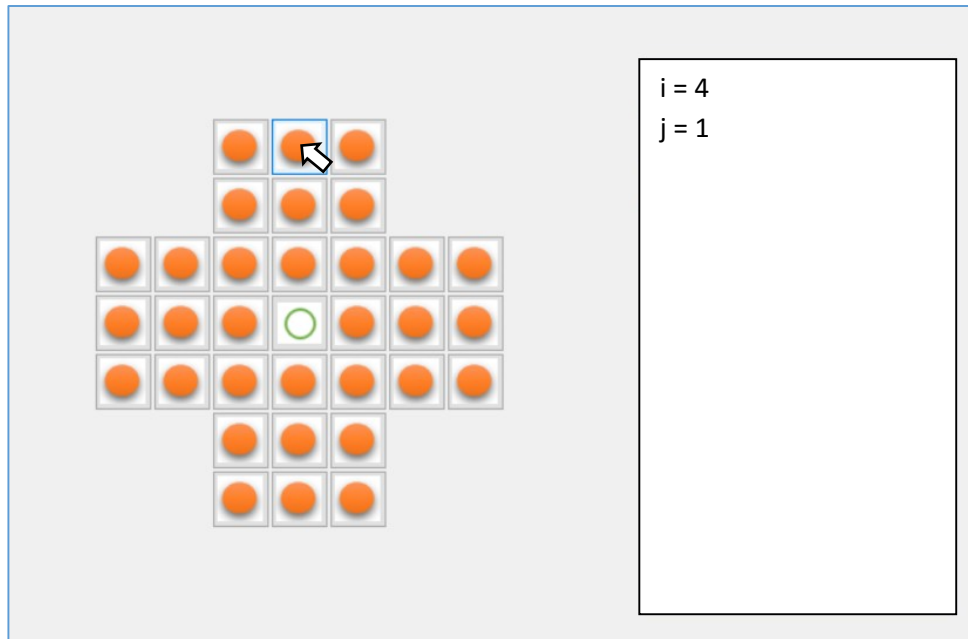 i = 4
j = 1